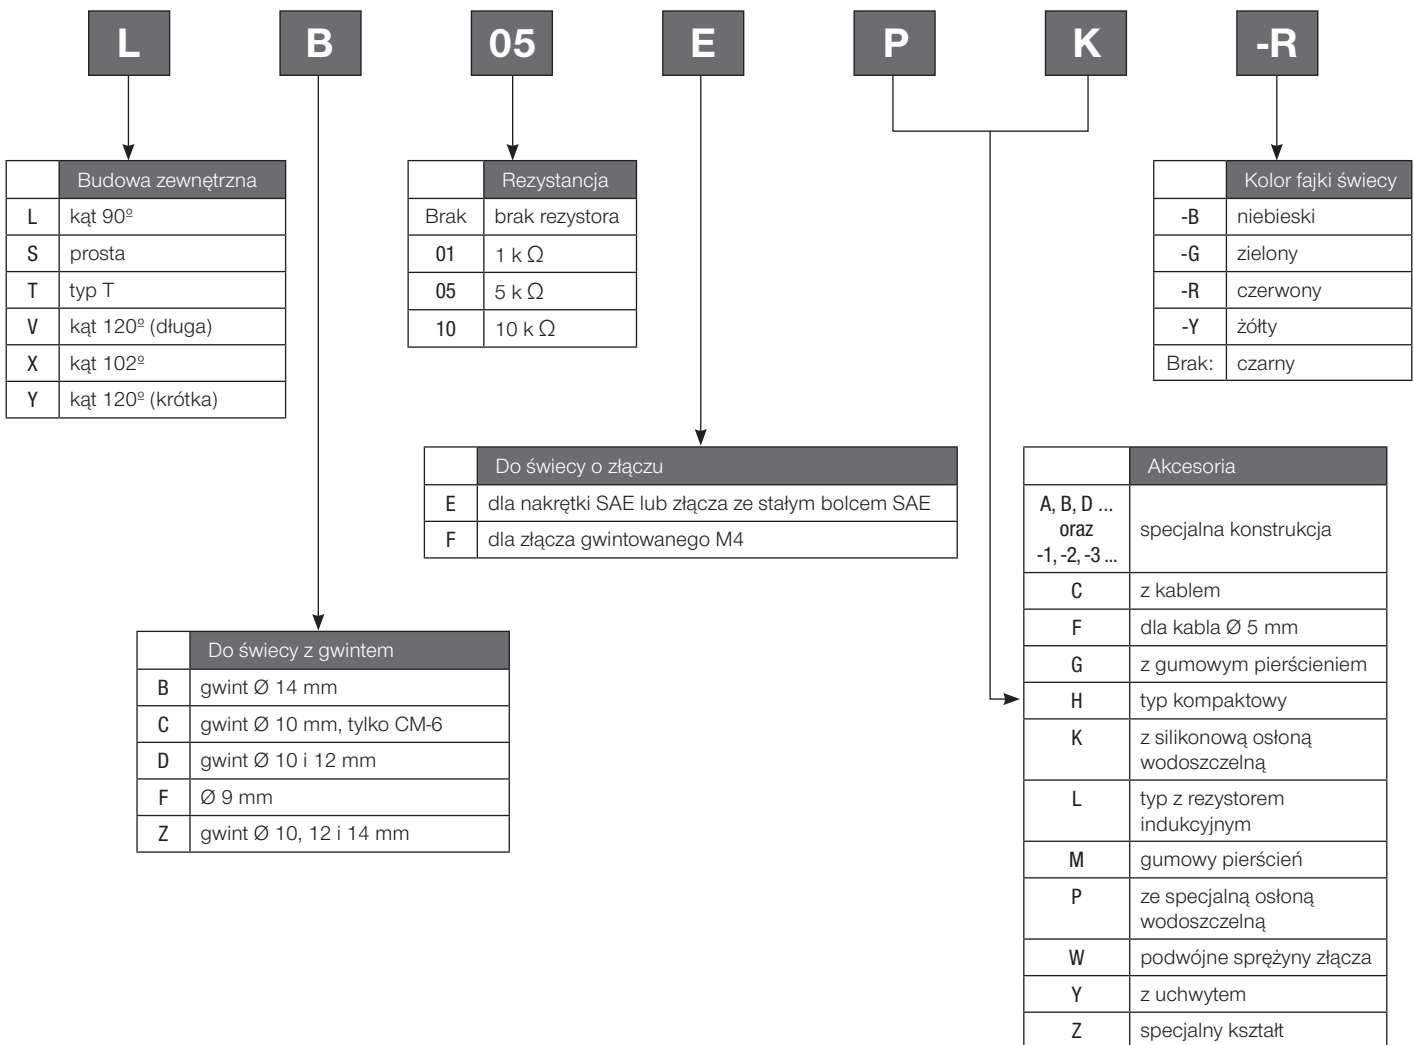 L B 05 E P K -R
Budowa zewnętrzna
L kąt 90º
S prosta
T typ T
V kąt 120º (długa)
X kąt 102º
Y kąt 120º (krótka)
Rezystancja
Brak brak rezystora
01 1 k Ω
05 5 k Ω
10 10 k Ω
Kolor fajki świecy
-B niebieski
-G zielony
-R czerwony
-Y żółty
Brak: czarny
Do świecy o złączu
E dla nakrętki SAE lub złącza ze stałym bolcem SAE
F dla złącza gwintowanego M4
Do świecy z gwintem
B gwint Ø 14 mm
C gwint Ø 10 mm, tylko CM-6
D gwint Ø 10 i 12 mm
F Ø 9 mm
Z gwint Ø 10, 12 i 14 mm
Akcesoria
A, B, D ...
oraz
-1, -2, -3 ...
specjalna konstrukcja
C z kablem
F dla kabla Ø 5 mm
G z gumowym pierścieniem
H typ kompaktowy
K z silikonową osłoną
wodoszczelną
L typ z rezystorem
indukcyjnym
M gumowy pierścień
P ze specjalną osłoną
wodoszczelną
W podwójne sprężyny złącza
Y z uchwytem
Z specjalny kształt